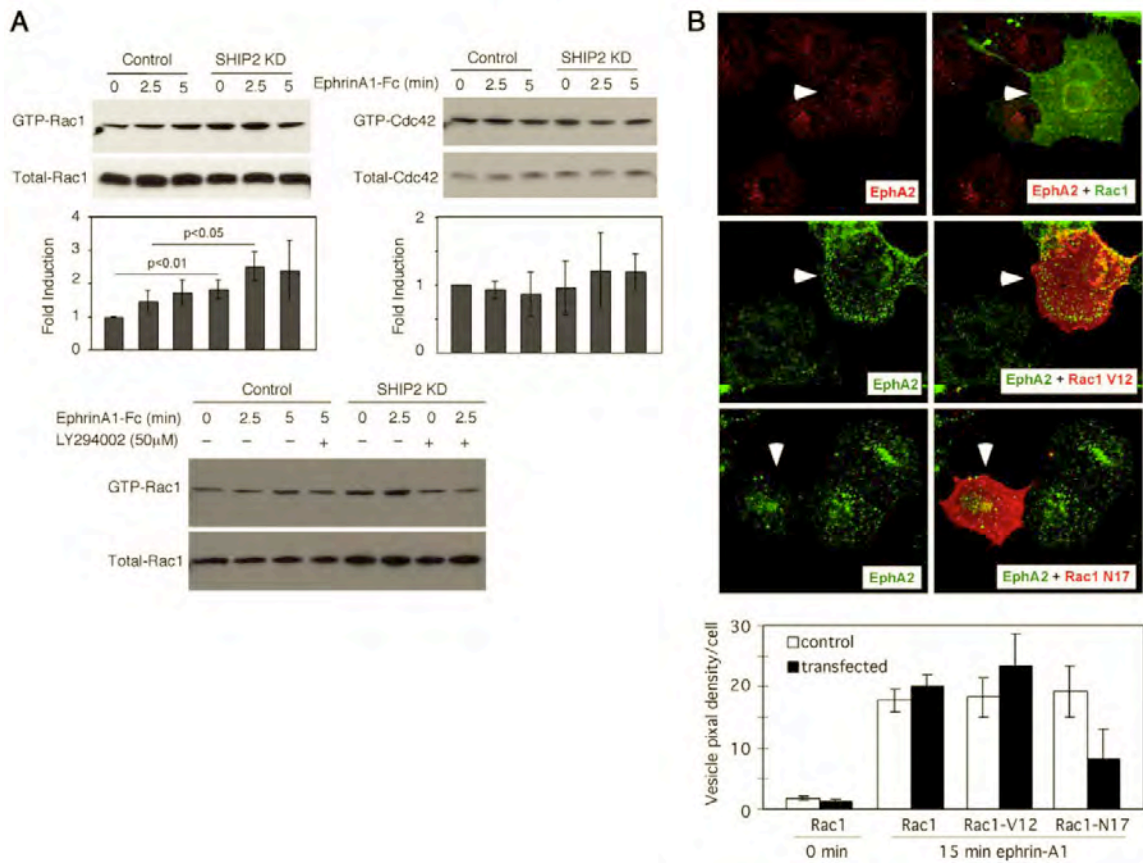 A
Control SHIP2 KD
0 2.5 5 0 2.5 5
GTP-Rac1
Total-Rac1
Fold Induction
4
3
2
1
0
p<0.05
p<0.01
Control SHIP2 KD
EphrinA1-Fc (min) 0 2.5 5 0 2.5 5
GTP-Cdc42
Total-Cdc42
Fold Induction
2
1
0
Control SHIP2 KD
EphrinA1-Fc (min) 0 2.5 5 5 0 2.5 0 2.5
LY294002 (50μM) – – – + – – + +
GTP-Rac1
Total-Rac1
B
EphA2
EphA2 + Rac1
EphA2
EphA2 + Rac1 V12
EphA2
EphA2 + Rac1 N17
Vesicle pixal density/cell
30
20
10
0
control
transfected
Rac1 Rac1 Rac1-V12 Rac1-N17
0 min 15 min ephrin-A1